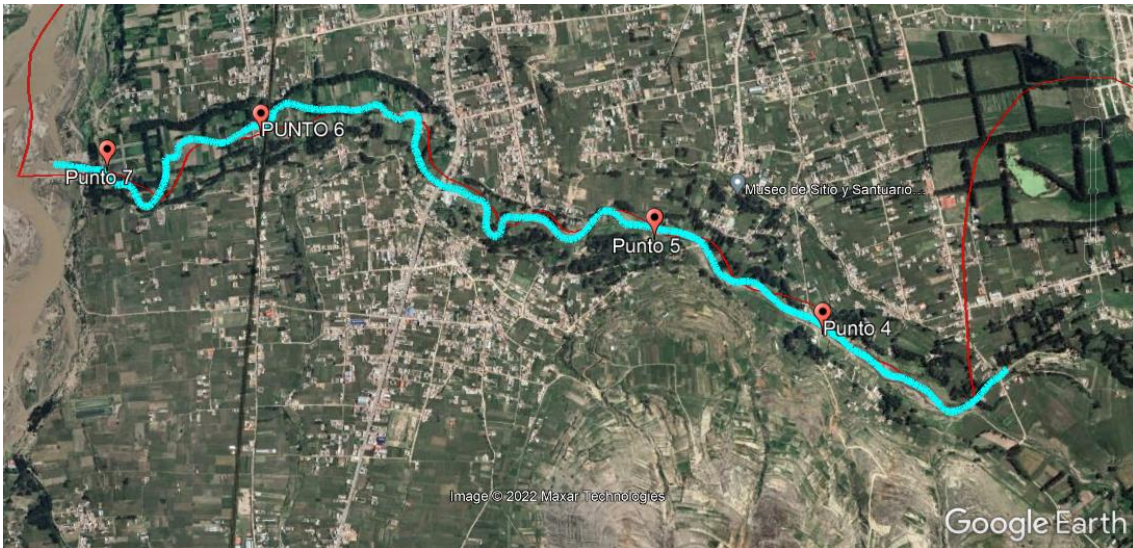 PUNTO 6
Punto 7
Museo de Sitio y Santuario...
Punto 5
Punto 4
Image © 2022 Maxar Technologies
Google Earth